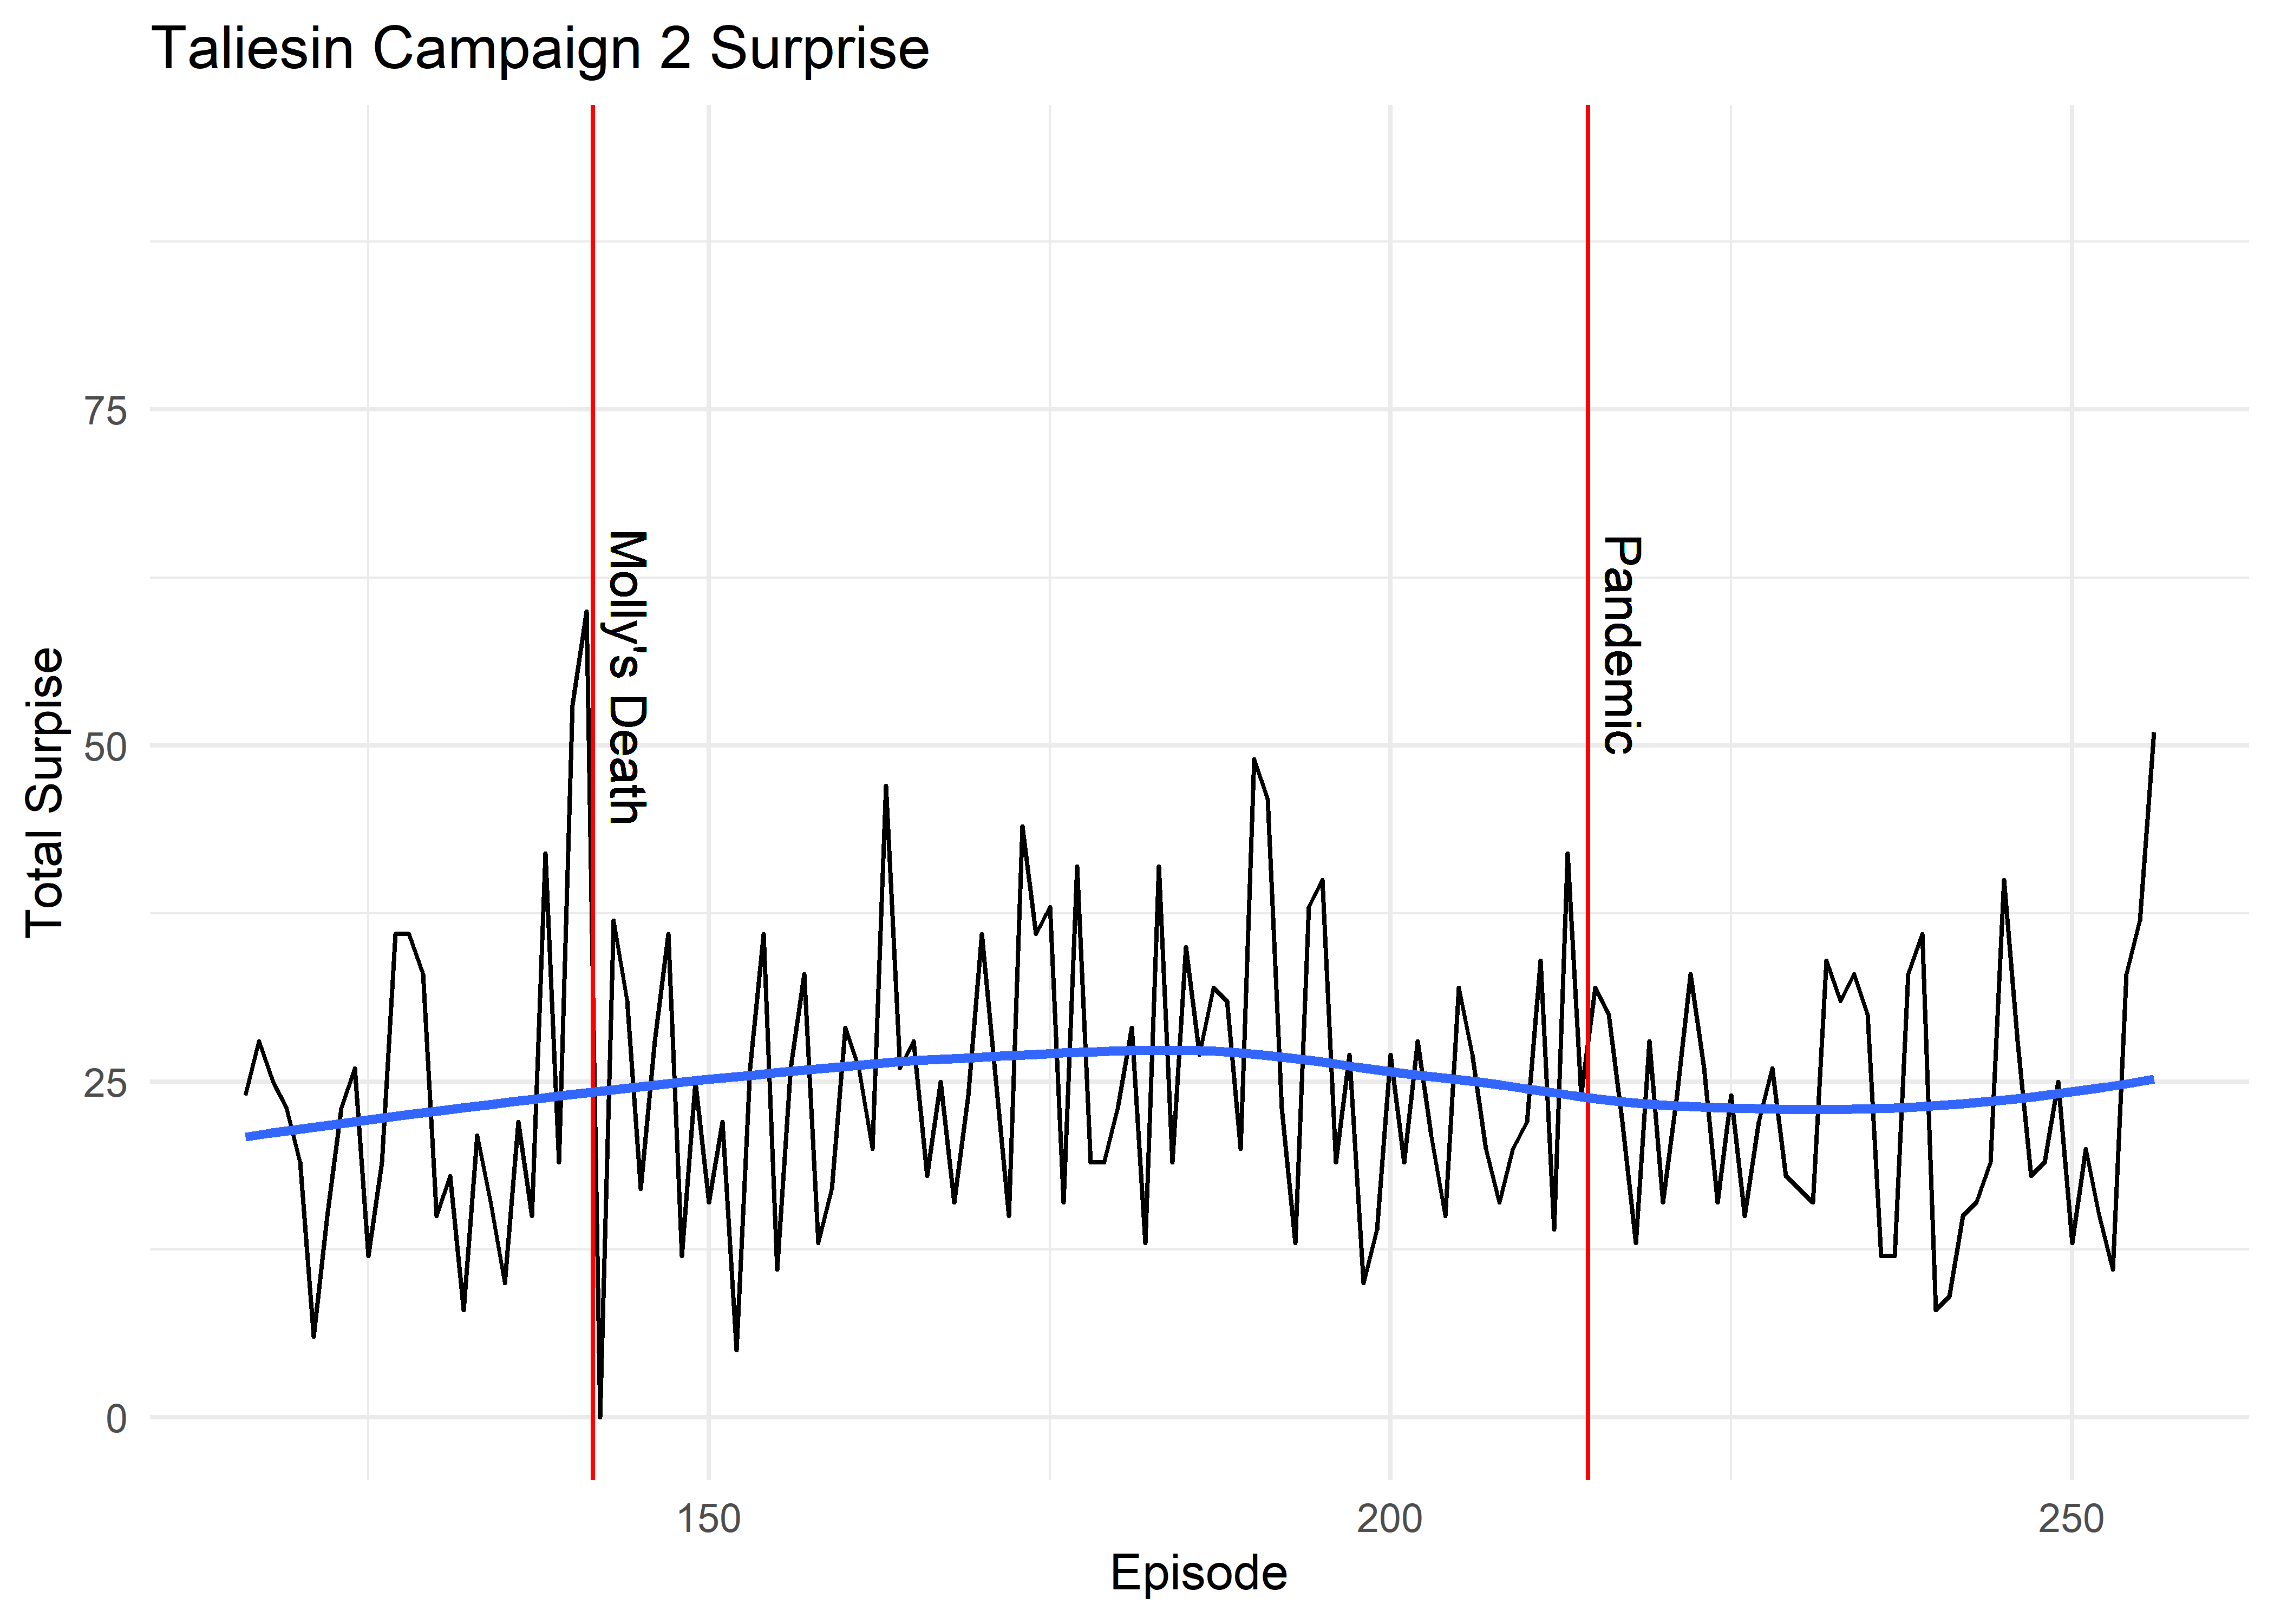 Taliesin Campaign 2 Surprise
Total Surpise
75
50
25
0
Molly's Death
Pandemic
150
200
250
Episode